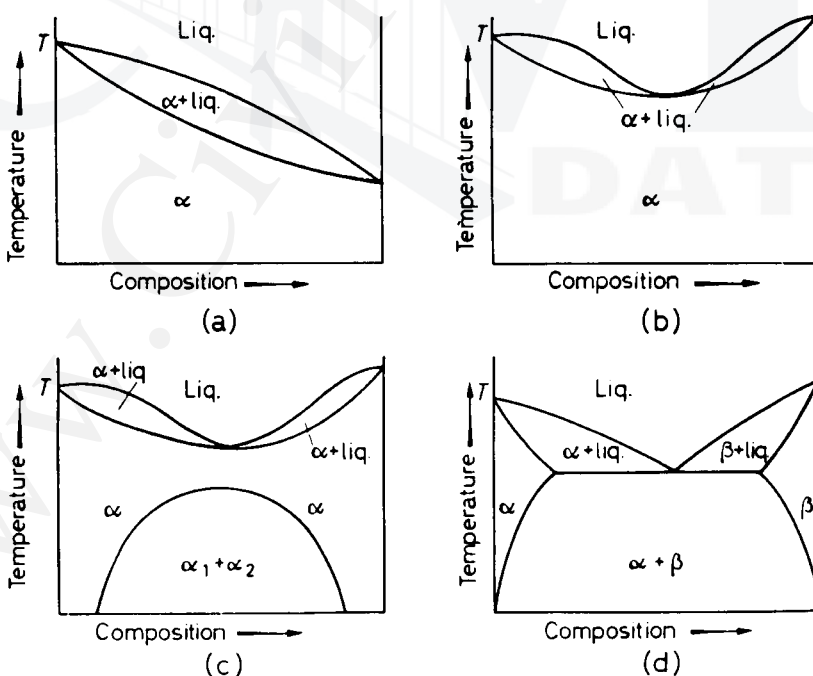 T
Liq.
α+liq.
α
Temperature
Composition
(a)
T
Liq.
α+liq.
α
Temperature
Composition
(b)
T
α+liq
Liq.
α+liq.
α
α
α₁+α₂
Temperature
Composition
(c)
T
Liq.
α+liq.
β+liq.
α
β
α+β
Temperature
Composition
(d)
DAT